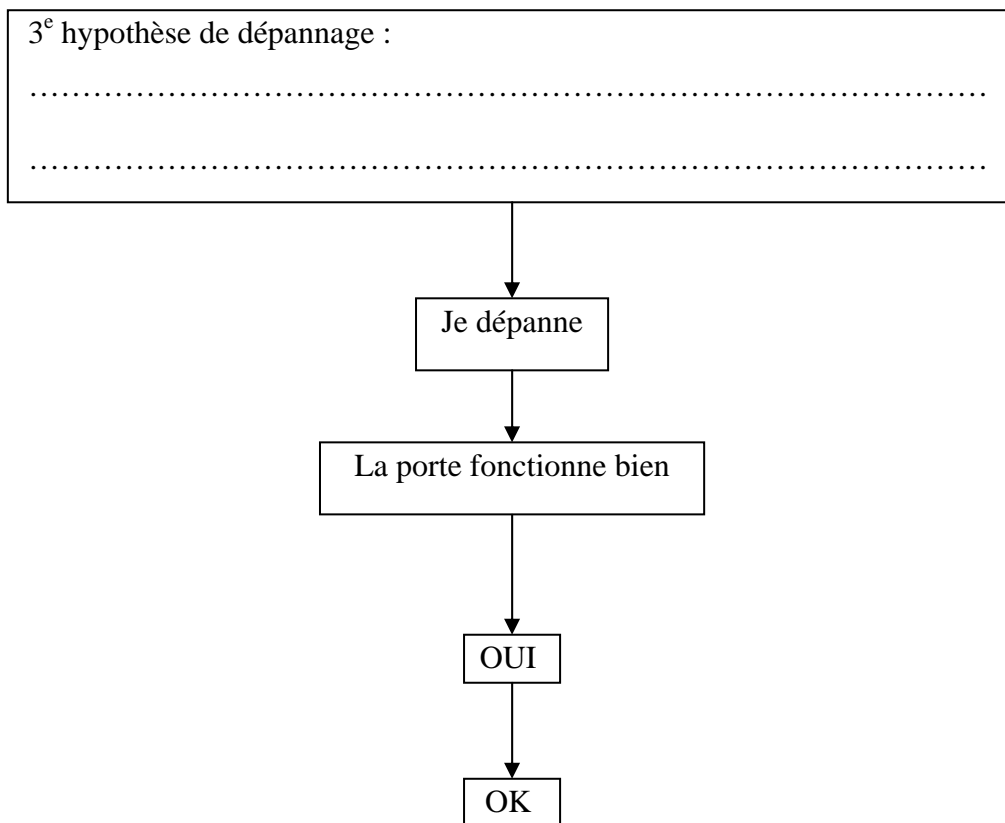 3e hypothèse de dépannage :
……………………………………………………………………………………
……………………………………………………………………………………
Je dépanne
La porte fonctionne bien
OUI
OK